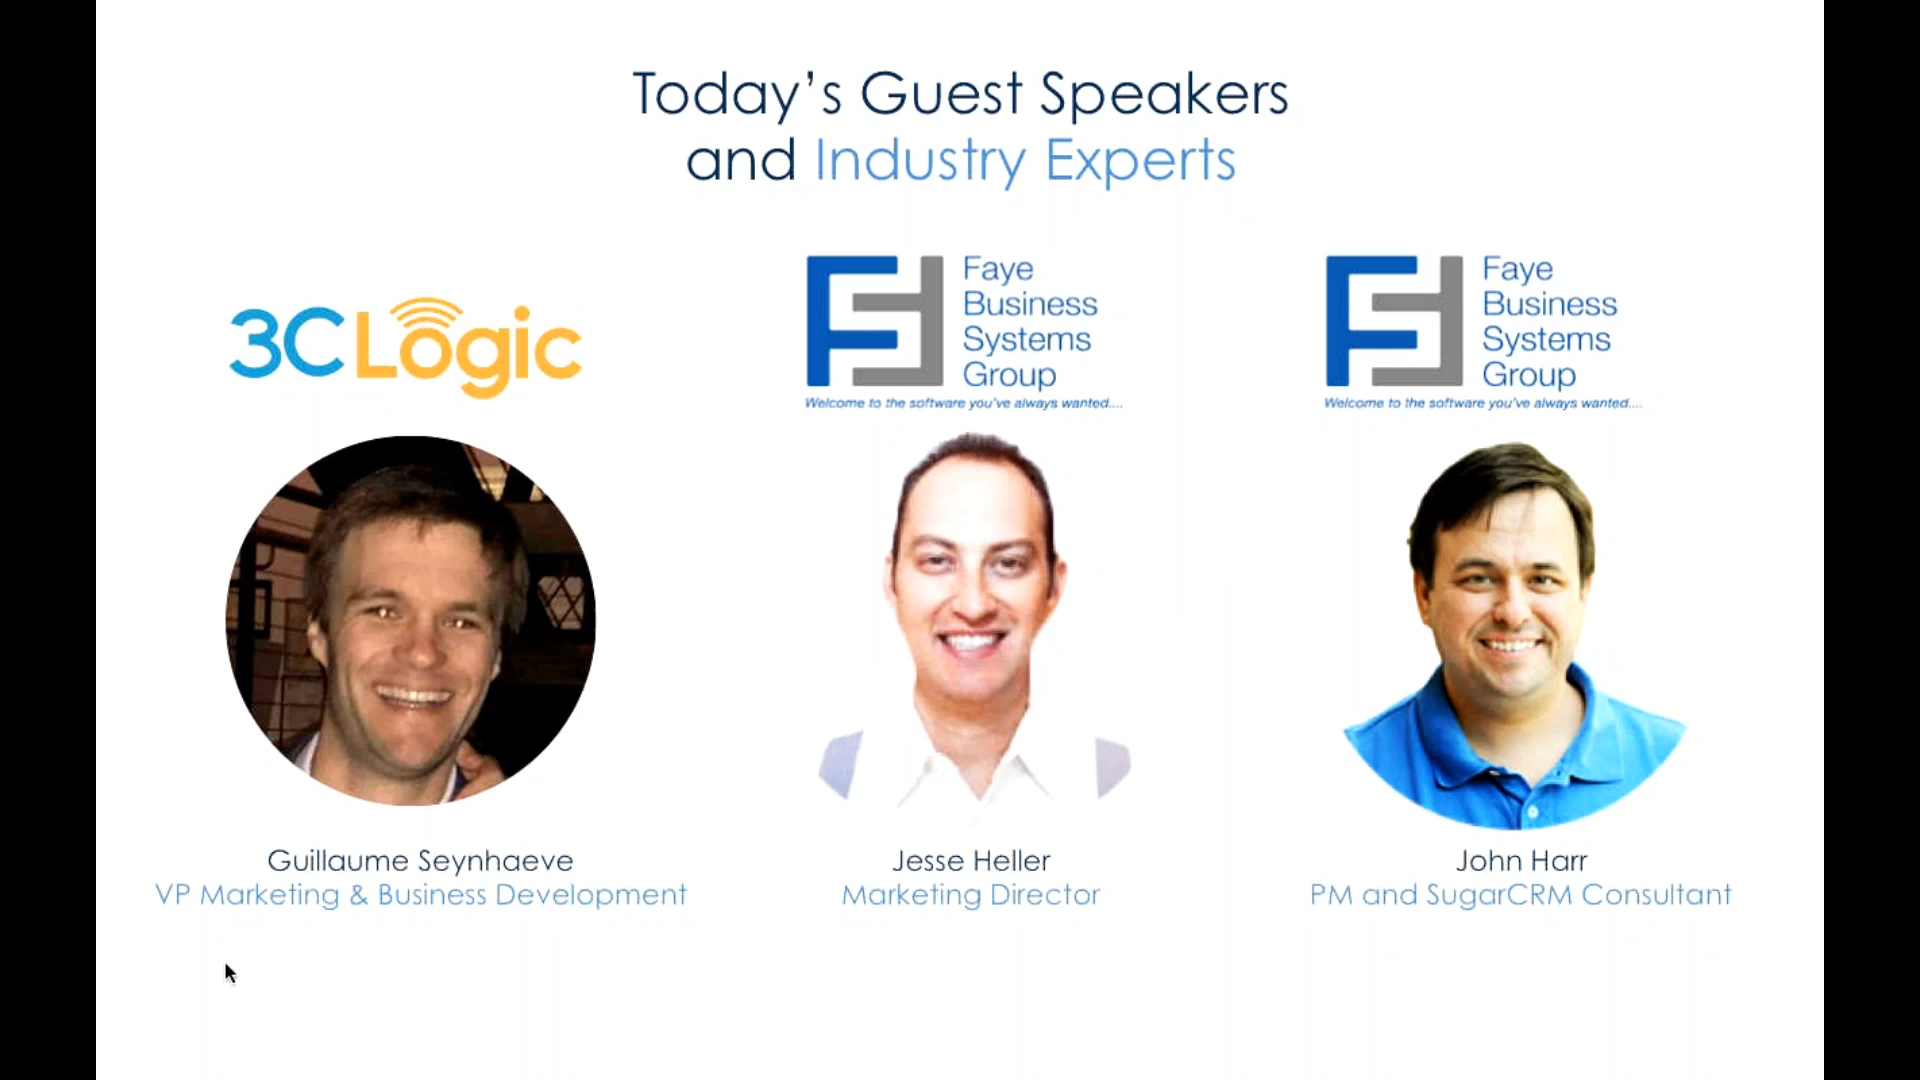 Today's Guest Speakers
and Industry Experts
3CLogic
Faye
Business
Systems
Group
Welcome to the software you've always wanted....
Faye
Business
Systems
Group
Welcome to the software you've always wanted....
Guillaume Seynhaeve
VP Marketing & Business Development
Jesse Heller
Marketing Director
John Harr
PM and SugarCRM Consultant